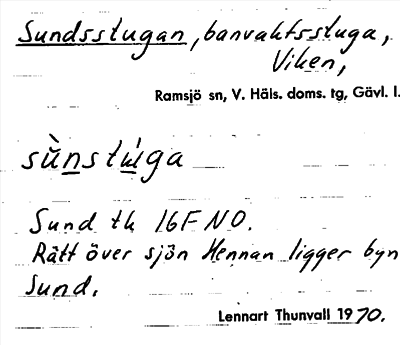 Sundsstugan, banvaktsstuga,
Viken,
Ramsjö sn, V. Häls. doms. tg, Gävl. l.
sùnstúga
Sund tk 16F NO.
Rätt över sjön Hennan ligger byn
Sund.
Lennart Thunvall 1970.